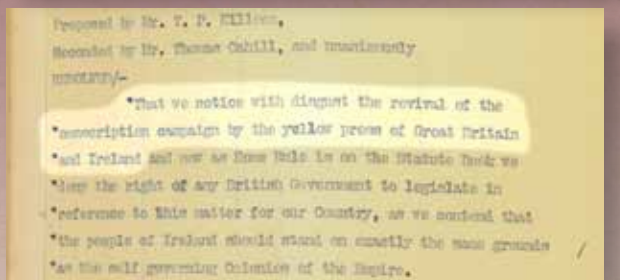 Proposed by Mr. T. P. Killeen,
Seconded by Mr. Thomas Cahill, and unanimously
RESOLVED/-
"That we notice with disgust the revival of the
"conscription campaign by the yellow press of Great Britain
"and Ireland and now as Home Rule is on the Statute Book we
"deny the right of any British Government to legislate in
"reference to this matter for our Country, as we contend that
"the people of Ireland should stand on exactly the same grounds
"as the self governing Colonies of the Empire.